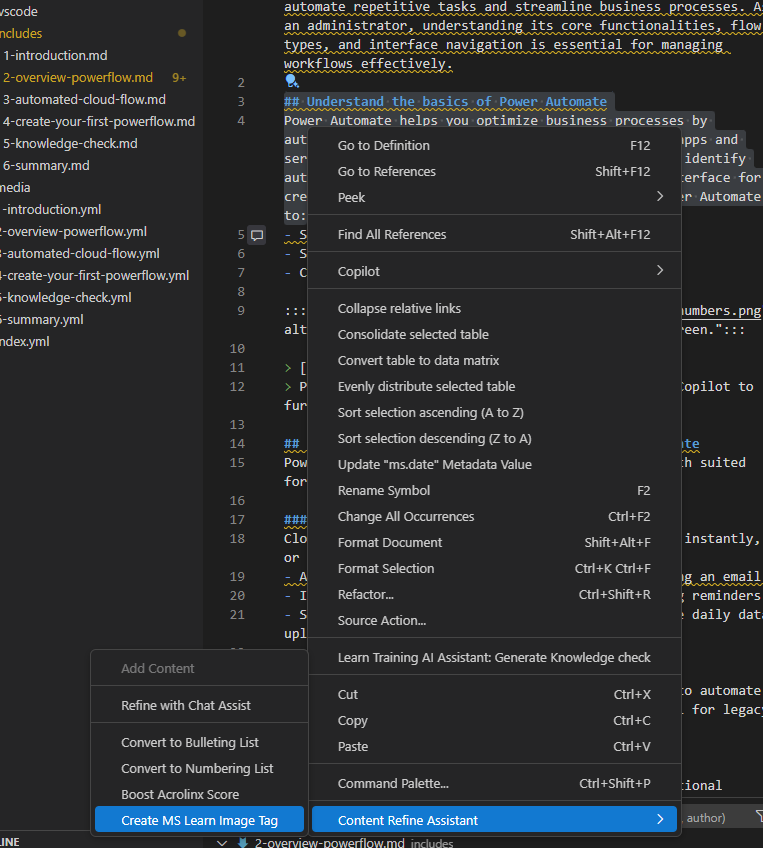 vscode
includes
1-introduction.md
2-overview-powerflow.md 9+
3-automated-cloud-flow.md
4-create-your-first-powerflow.md
5-knowledge-check.md
6-summary.md
media
-introduction.yml
2-overview-powerflow.yml
-automated-cloud-flow.yml
4-create-your-first-powerflow.yml
5-knowledge-check.yml
-summary.yml
ndex.yml
automate repetitive tasks and streamline business processes. As
an administrator, understanding its core functionalities, flow
types, and interface navigation is essential for managing
workflows effectively.
2
3 ## Understand the basics of Power Automate
4 Power Automate helps you optimize business processes by
aut apps and
ser identify
aut terface for
cre er Automate
to:
5 - S
6 - S
7 - C
8
9 ::: numbers.png
alt een.":::
10
11 > [
12 > P Copilot to
fur
13
14 ## te
15 Pow h suited
for
16
17 ###
18 Clo instantly,
or
19 - A g an email
20 - I g reminders
21 - S e daily data
upl
o automate
l for legacy
tional
Go to Definition F12
Go to References Shift+F12
Peek
Find All References Shift+Alt+F12
Copilot
Collapse relative links
Consolidate selected table
Convert table to data matrix
Evenly distribute selected table
Sort selection ascending (A to Z)
Sort selection descending (Z to A)
Update "ms.date" Metadata Value
Rename Symbol F2
Change All Occurrences Ctrl+F2
Format Document Shift+Alt+F
Format Selection Ctrl+K Ctrl+F
Refactor... Ctrl+Shift+R
Source Action...
Learn Training AI Assistant: Generate Knowledge check
Cut Ctrl+X
Copy Ctrl+C
Paste Ctrl+V
Command Palette... Ctrl+Shift+P
Content Refine Assistant
Add Content
Refine with Chat Assist
Convert to Bulleting List
Convert to Numbering List
Boost Acrolinx Score
Create MS Learn Image Tag
, author)
LINE
2-overview-powerflow.md includes